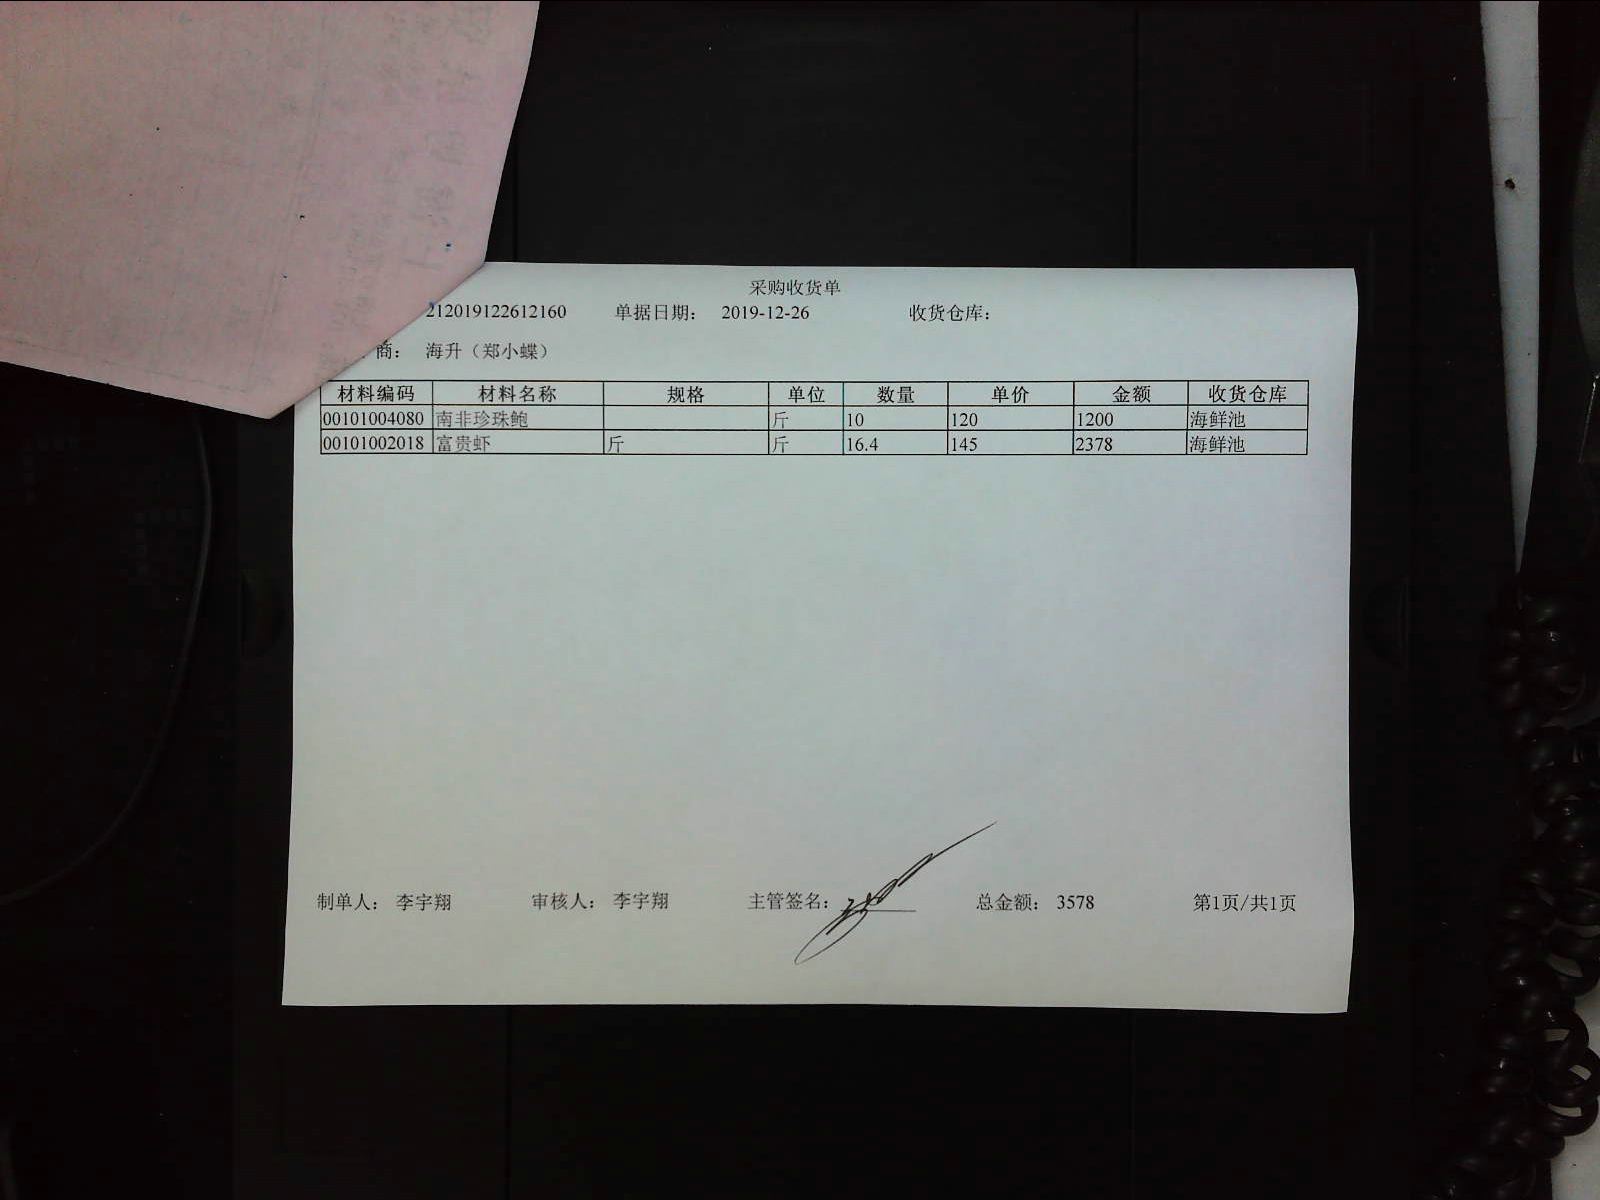 采购收货单
212019122612160 单据日期： 2019-12-26 收货仓库：
商： 海升（郑小蝶）
材料编码 材料名称 规格 单位 数量 单价 金额 收货仓库
00101004080 南非珍珠鲍 斤 10 120 1200 海鲜池
00101002018 富贵虾 斤 斤 16.4 145 2378 海鲜池
制单人： 李宇翔 审核人： 李宇翔 主管签名： 总金额： 3578 第1页/共1页